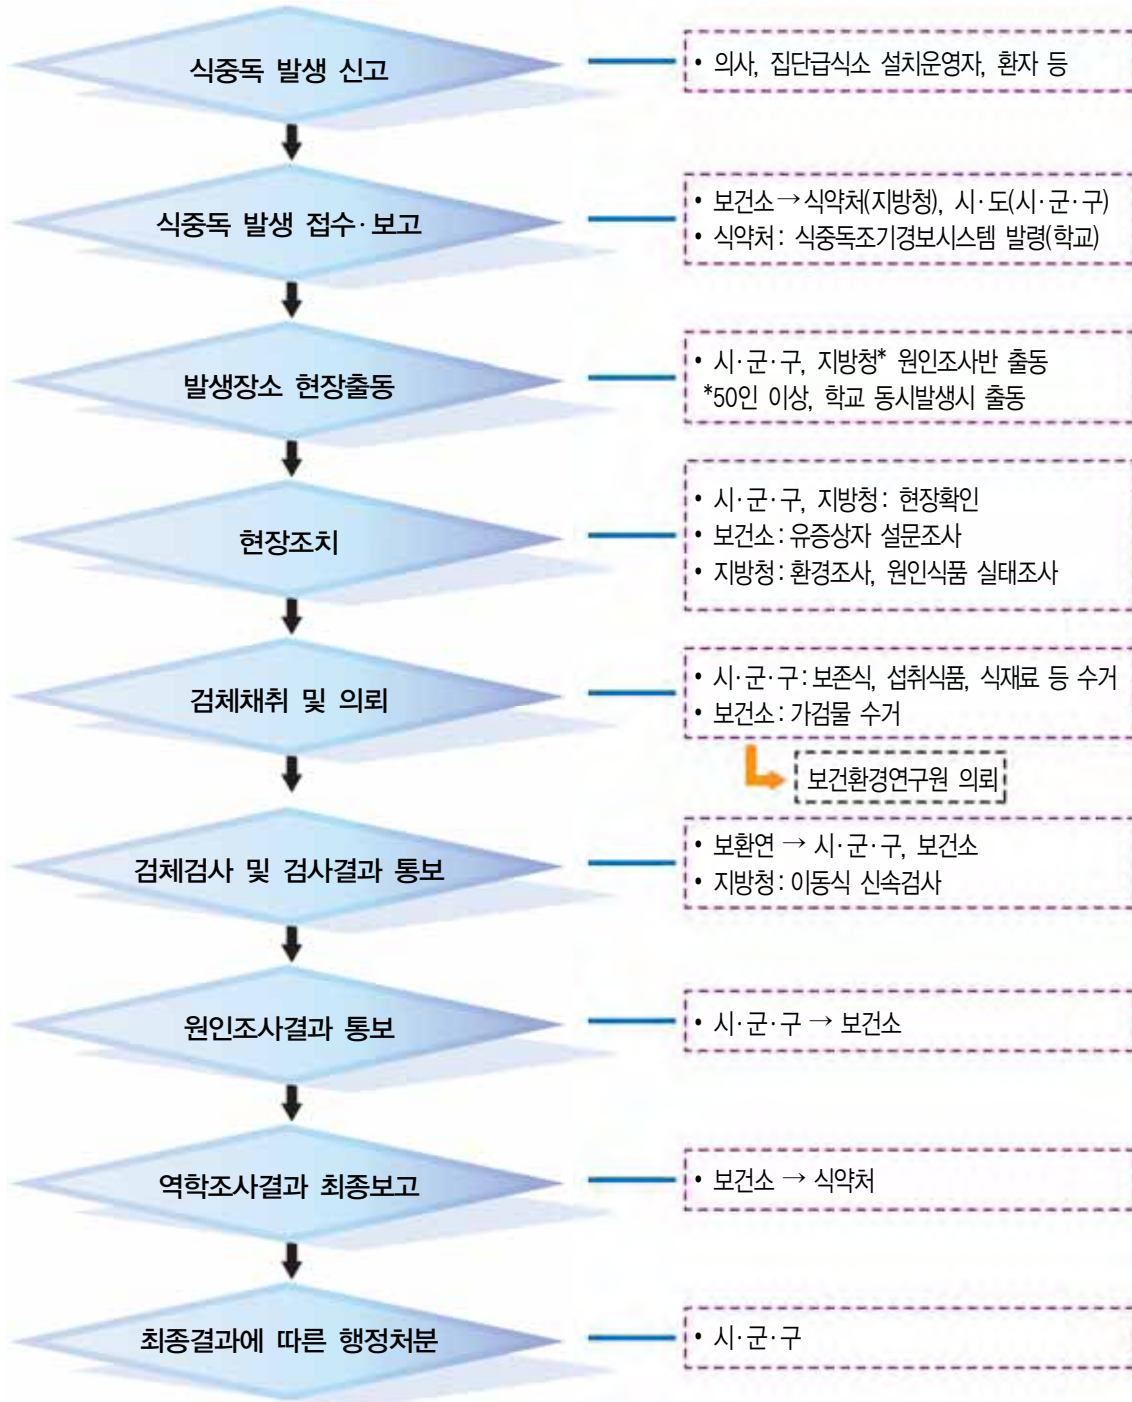 식중독 발생 신고
• 의사, 집단급식소 설치운영자, 환자 등
식중독 발생 접수·보고
• 보건소→식약처(지방청), 시·도(시·군·구)
• 식약처: 식중독조기경보시스템 발령(학교)
발생장소 현장출동
• 시·군·구, 지방청* 원인조사반 출동
*50인 이상, 학교 동시발생시 출동
현장조치
• 시·군·구, 지방청: 현장확인
• 보건소: 유증상자 설문조사
• 지방청: 환경조사, 원인식품 실태조사
검체채취 및 의뢰
• 시·군·구: 보존식, 섭취식품, 식재료 등 수거
• 보건소: 가검물 수거
보건환경연구원 의뢰
검체검사 및 검사결과 통보
• 보환연 → 시·군·구, 보건소
• 지방청: 이동식 신속검사
원인조사결과 통보
• 시·군·구 → 보건소
역학조사결과 최종보고
• 보건소 → 식약처
최종결과에 따른 행정처분
• 시·군·구